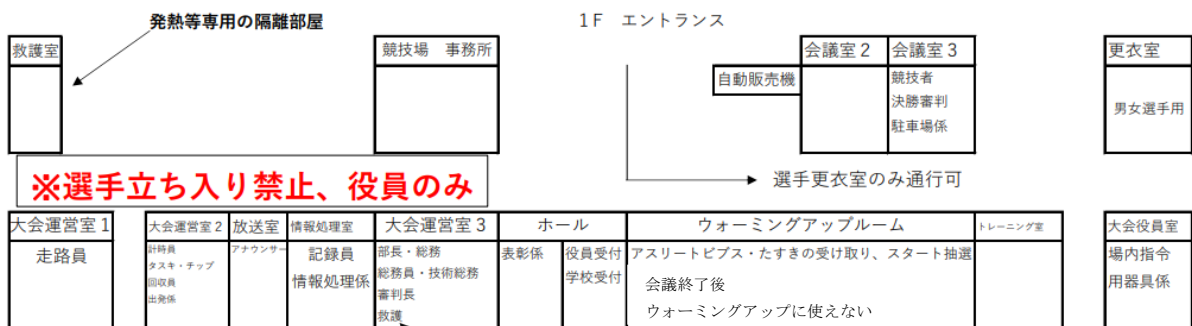 発熱等専用の隔離部屋
1F エントランス
救護室
競技場 事務所
会議室2
会議室3
更衣室
自動販売機
競技者
決勝審判
駐車場係
男女選手用
※選手立ち入り禁止、役員のみ
選手更衣室のみ通行可
大会運営室1
大会運営室2
放送室
情報処理室
大会運営室3
ホール
ウォーミングアップルーム
トレーニング室
大会役員室
走路員
計時員
タスキ・チップ
回収員
出発係
アナウンサー
記録員
情報処理係
部長・総務
総務員・技術総務
審判長
救護
表彰係
役員受付
学校受付
アスリートビブス・たすきの受け取り、スタート抽選
会議終了後
ウォーミングアップに使えない
場内指令
用器具係